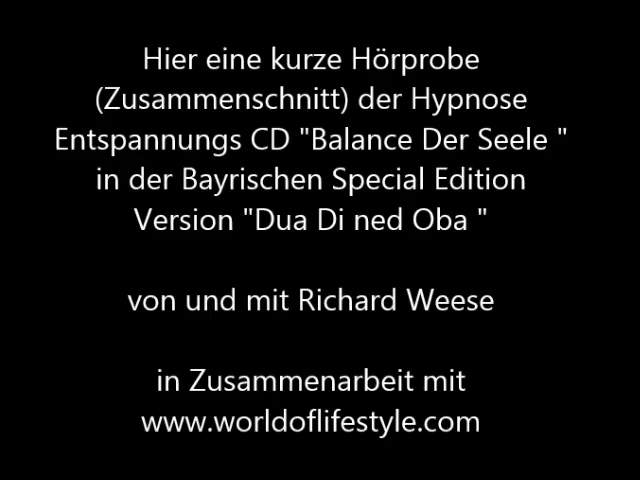 Hier eine kurze Hörprobe
(Zusammenschnitt) der Hypnose
Entspannungs CD "Balance Der Seele "
in der Bayrischen Special Edition
Version "Dua Di ned Oba "
von und mit Richard Weese
in Zusammenarbeit mit
www.worldoflifestyle.com